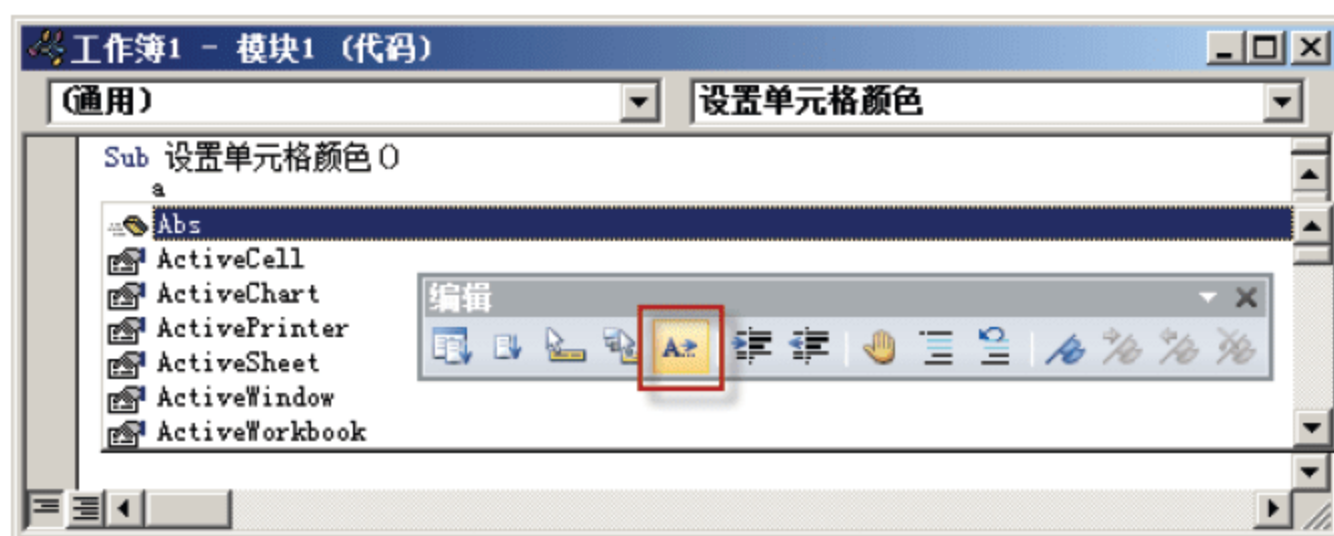 工作簿1 - 模块1 (代码)
(通用)
设置单元格颜色
Sub 设置单元格颜色()
a
Abs
ActiveCell
ActiveChart
编辑
ActivePrinter
A
ActiveSheet
ActiveWindow
ActiveWorkbook